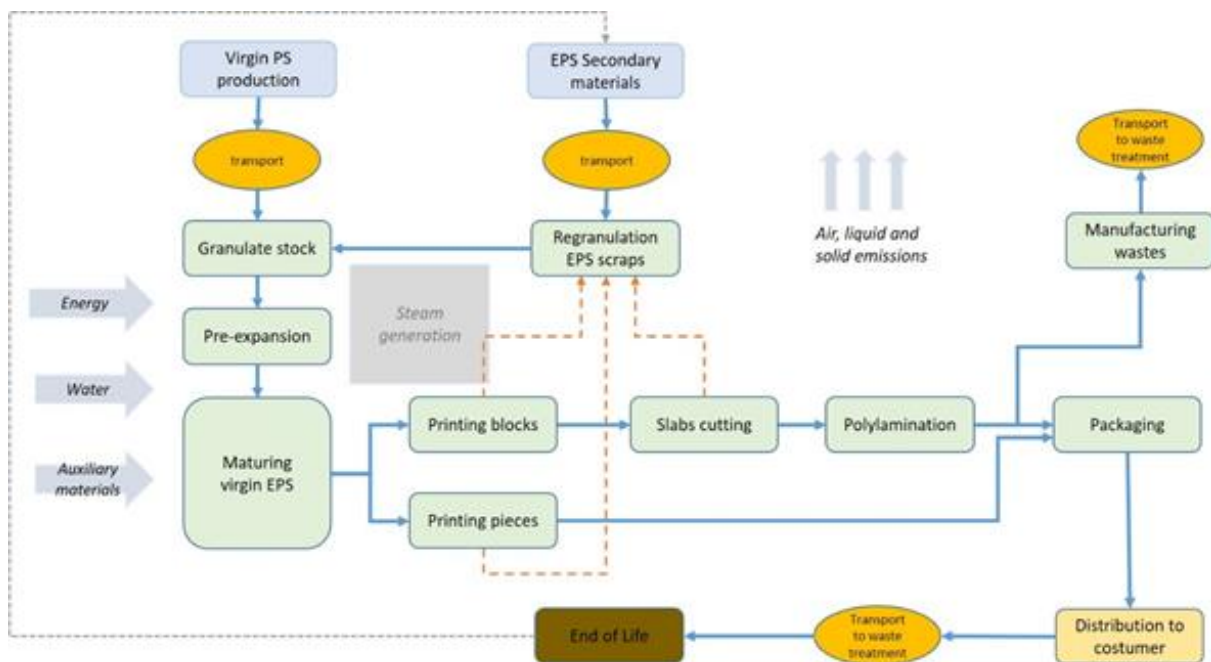 Virgin PS
production
EPS Secondary
materials
transport
transport
Transport
to waste
treatment
Granulate stock
Regranulation
EPS scraps
Air, liquid and
solid emissions
Manufacturing
wastes
Energy
Steam
generation
Pre-expansion
Water
Printing blocks
Slabs cutting
Polylamination
Packaging
Auxiliary
materials
Maturing
virgin EPS
Printing pieces
End of Life
Transport
to waste
treatment
Distribution to
costumer